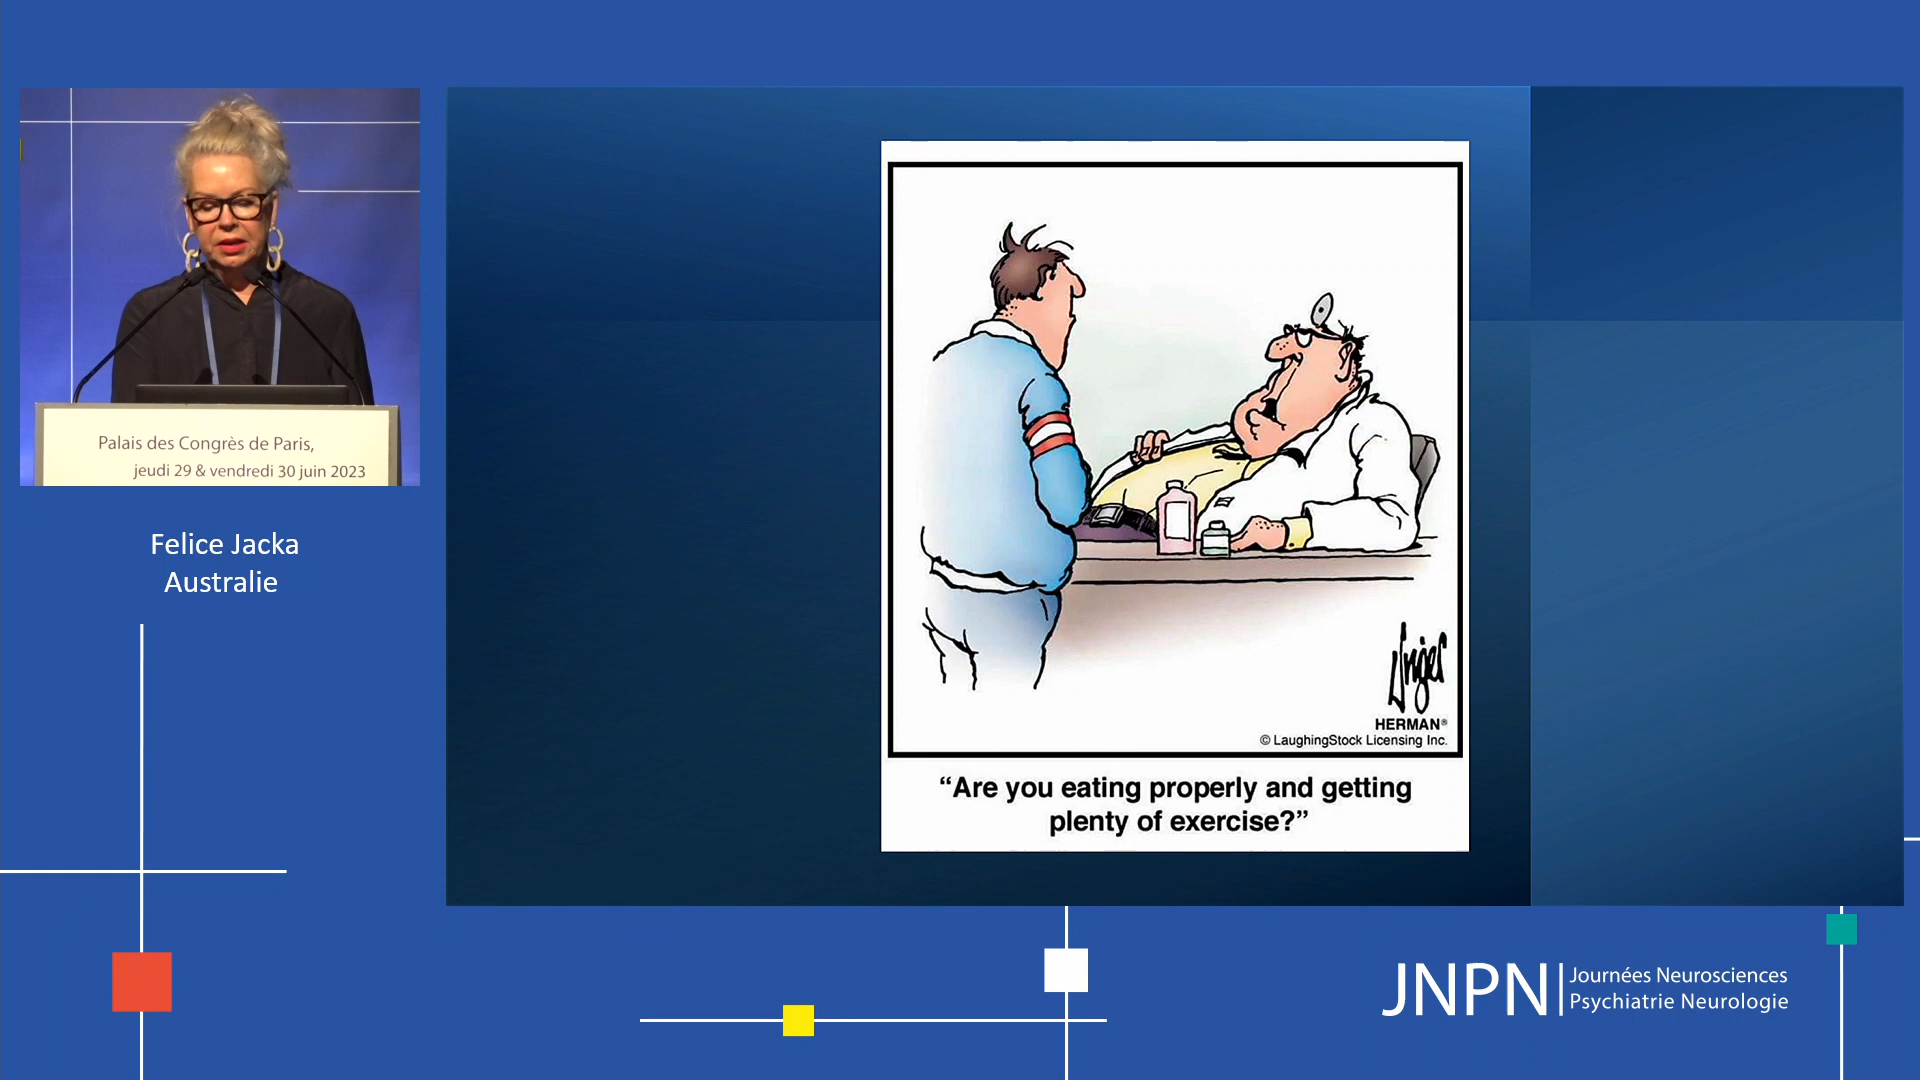 Palais des Congrès de Paris,
jeudi 29 & vendredi 30 juin 2023
Felice Jacka
Australie
Unger
HERMAN®
© LaughingStock Licensing Inc.
“Are you eating properly and getting
plenty of exercise?”
JNPN
Journées Neurosciences
Psychiatrie Neurologie